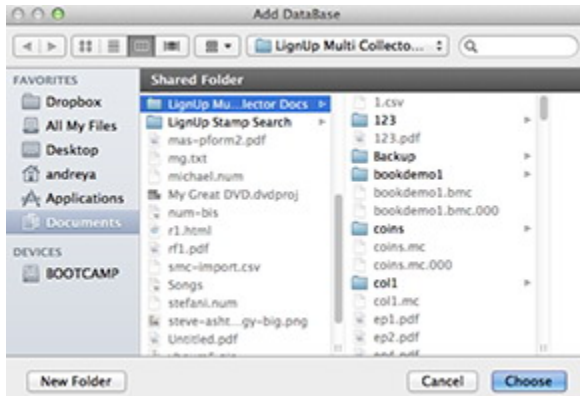 Add DataBase
LignUp Multi Collecto...
FAVORITES
Dropbox
All My Files
Desktop
andreya
Applications
Documents
DEVICES
BOOTCAMP
Shared Folder
LignUp Mu...lector Docs
LignUp Stamp Search
mas-pform2.pdf
mg.txt
michael.num
My Great DVD.dvdproj
num-bis
r1.html
rf1.pdf
smc-import.csv
Songs
stefani.num
steve-asht...gy-big.png
Untitled.pdf
1.csv
123
123.pdf
Backup
bookdemo1
bookdemo1.bmc
bookdemo1.bmc.000
coins
coins.mc
coins.mc.000
col1
col1.mc
ep1.pdf
ep2.pdf
New Folder
Cancel
Choose